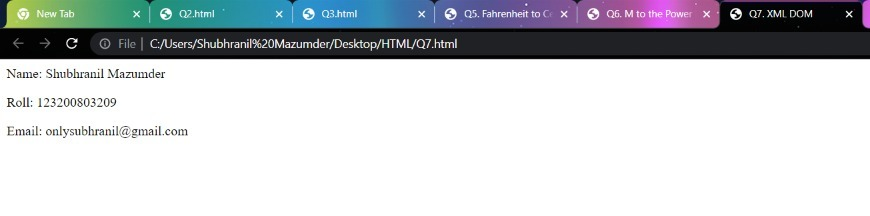 New Tab
Q2.html
Q3.html
Q5. Fahrenheit to Ce
Q6. M to the Power
Q7. XML DOM
File | C:/Users/Shubhranil%20Mazumder/Desktop/HTML/Q7.html
Name: Shubhranil Mazumder
Roll: 123200803209
Email: onlysubhranil@gmail.com